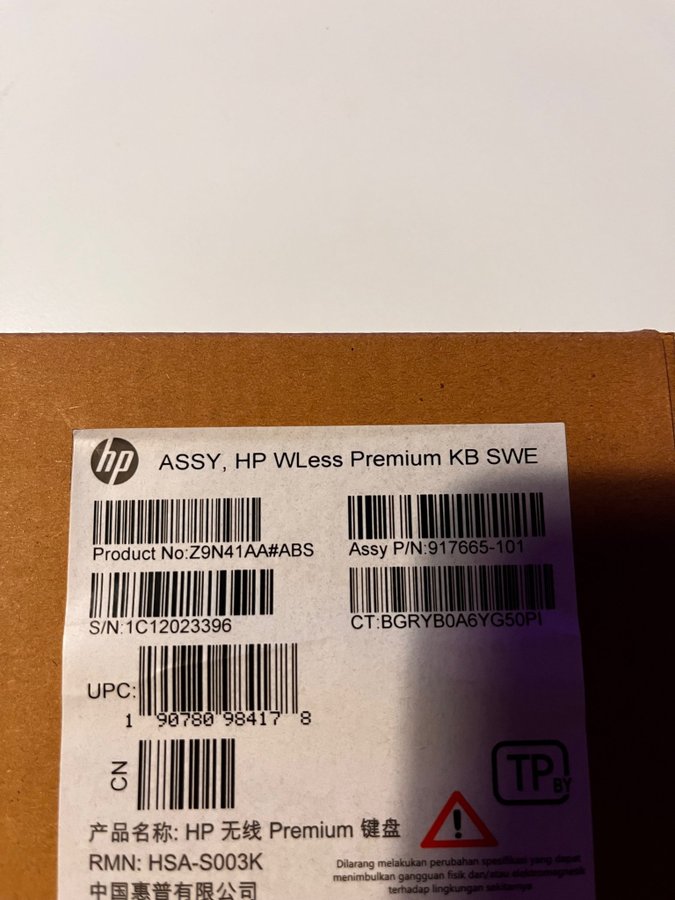 hp ASSY, HP WLess Premium KB SWE
Product No:Z9N41AA#ABS
Assy P/N:917665-101
S/N:1C12023396
CT:BGRYB0A6YG50PI
UPC:
1 90780 98417 8
CN
TP BY
产品名称: HP 无线 Premium 键盘
RMN: HSA-S003K
中国惠普有限公司
Dilarang melakukan perubahan spesifikasi yang dapat
menimbulkan gangguan fisik dan/atau elektromagnetik
terhadap lingkungan sekitarnya